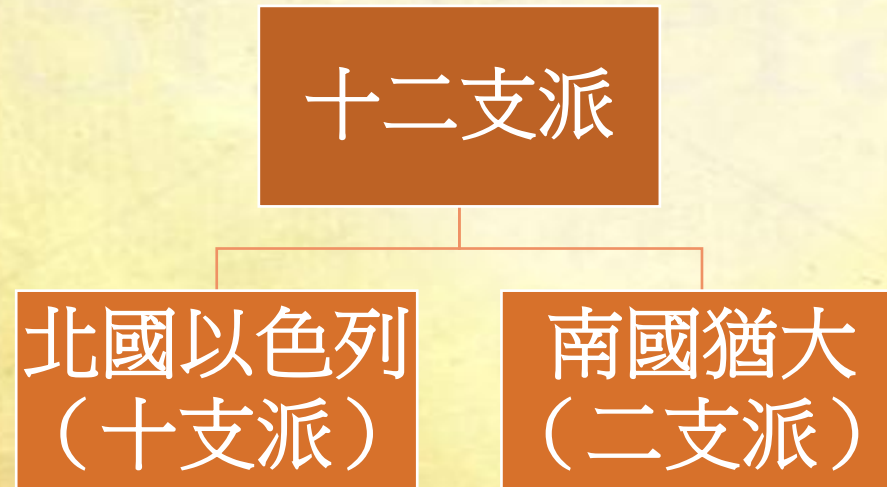 十二支派
北國以色列
（十支派）
南國猶大
（二支派）